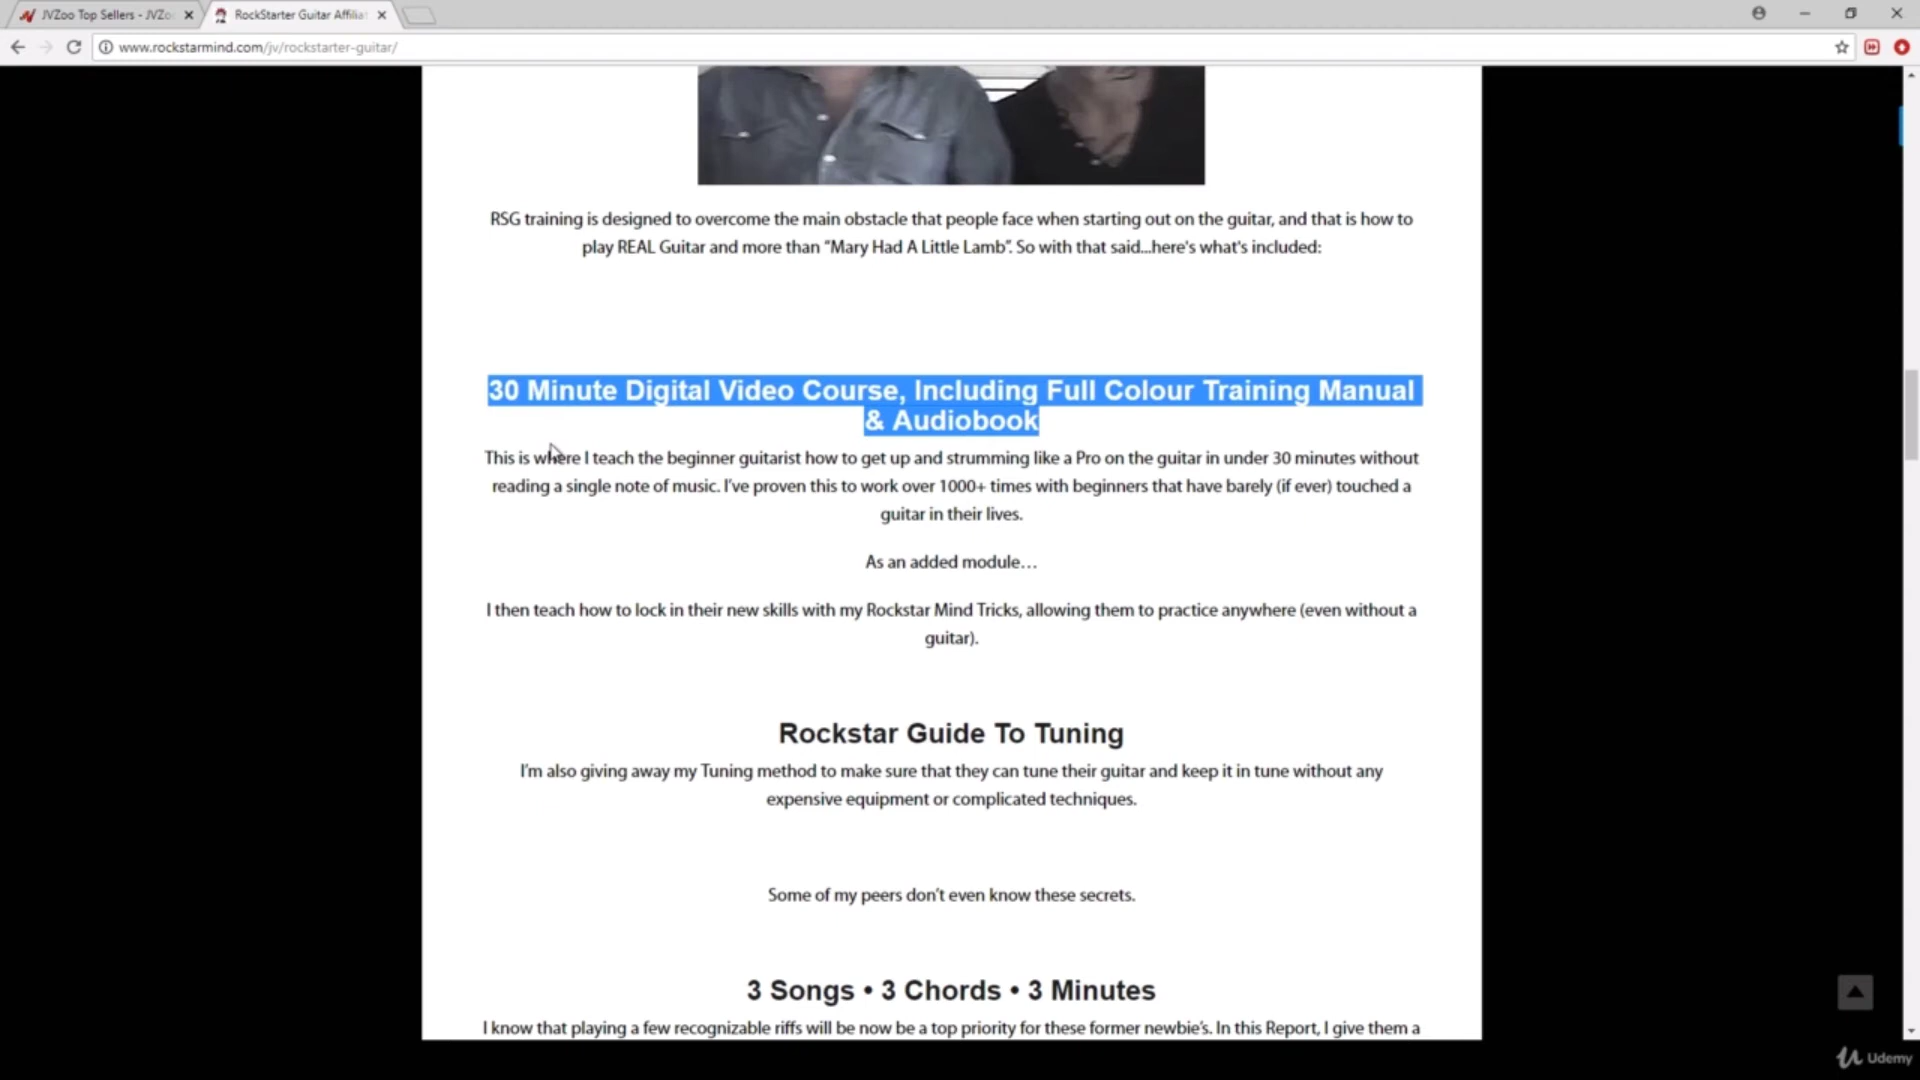 JVZoo Top Sellers - JVZo
RockStarter Guitar Affilia
www.rockstarmind.com/jv/rockstarter-guitar/
RSG training is designed to overcome the main obstacle that people face when starting out on the guitar, and that is how to
play REAL Guitar and more than “Mary Had A Little Lamb”. So with that said...here's what's included:
30 Minute Digital Video Course, Including Full Colour Training Manual
& Audiobook
This is where I teach the beginner guitarist how to get up and strumming like a Pro on the guitar in under 30 minutes without
reading a single note of music. I’ve proven this to work over 1000+ times with beginners that have barely (if ever) touched a
guitar in their lives.
As an added module…
I then teach how to lock in their new skills with my Rockstar Mind Tricks, allowing them to practice anywhere (even without a
guitar).
Rockstar Guide To Tuning
I’m also giving away my Tuning method to make sure that they can tune their guitar and keep it in tune without any
expensive equipment or complicated techniques.
Some of my peers don’t even know these secrets.
3 Songs • 3 Chords • 3 Minutes
I know that playing a few recognizable riffs will be now be a top priority for these former newbie’s. In this Report, I give them a
Udemy